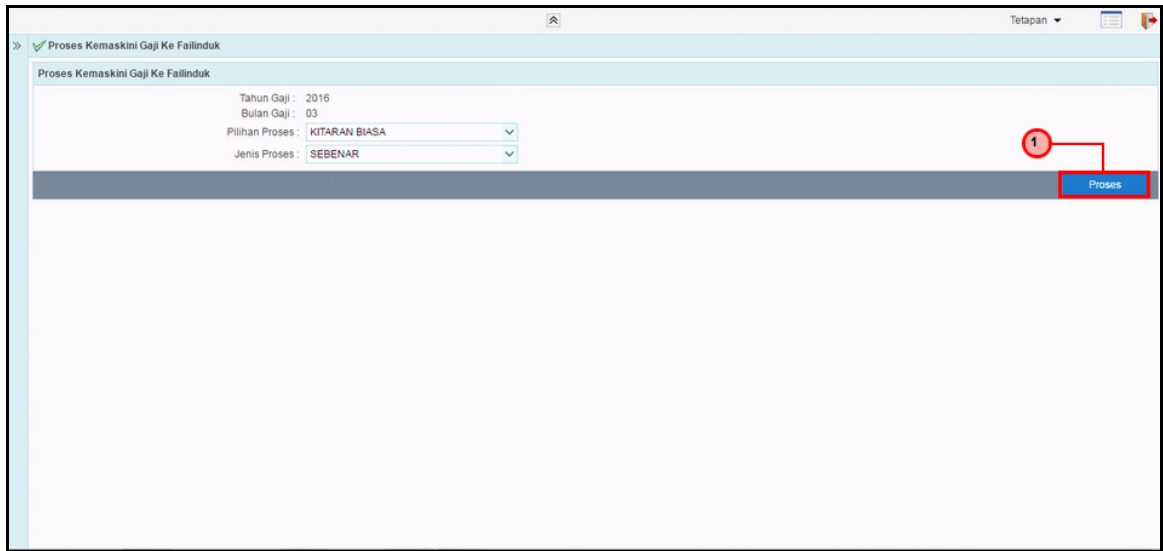 Tetapan
Proses Kemaskini Gaji Ke Failinduk
Proses Kemaskini Gaji Ke Failinduk
Tahun Gaji : 2016
Bulan Gaji : 03
Pilihan Proses : KITARAN BIASA
1
Jenis Proses : SEBENAR
Proses